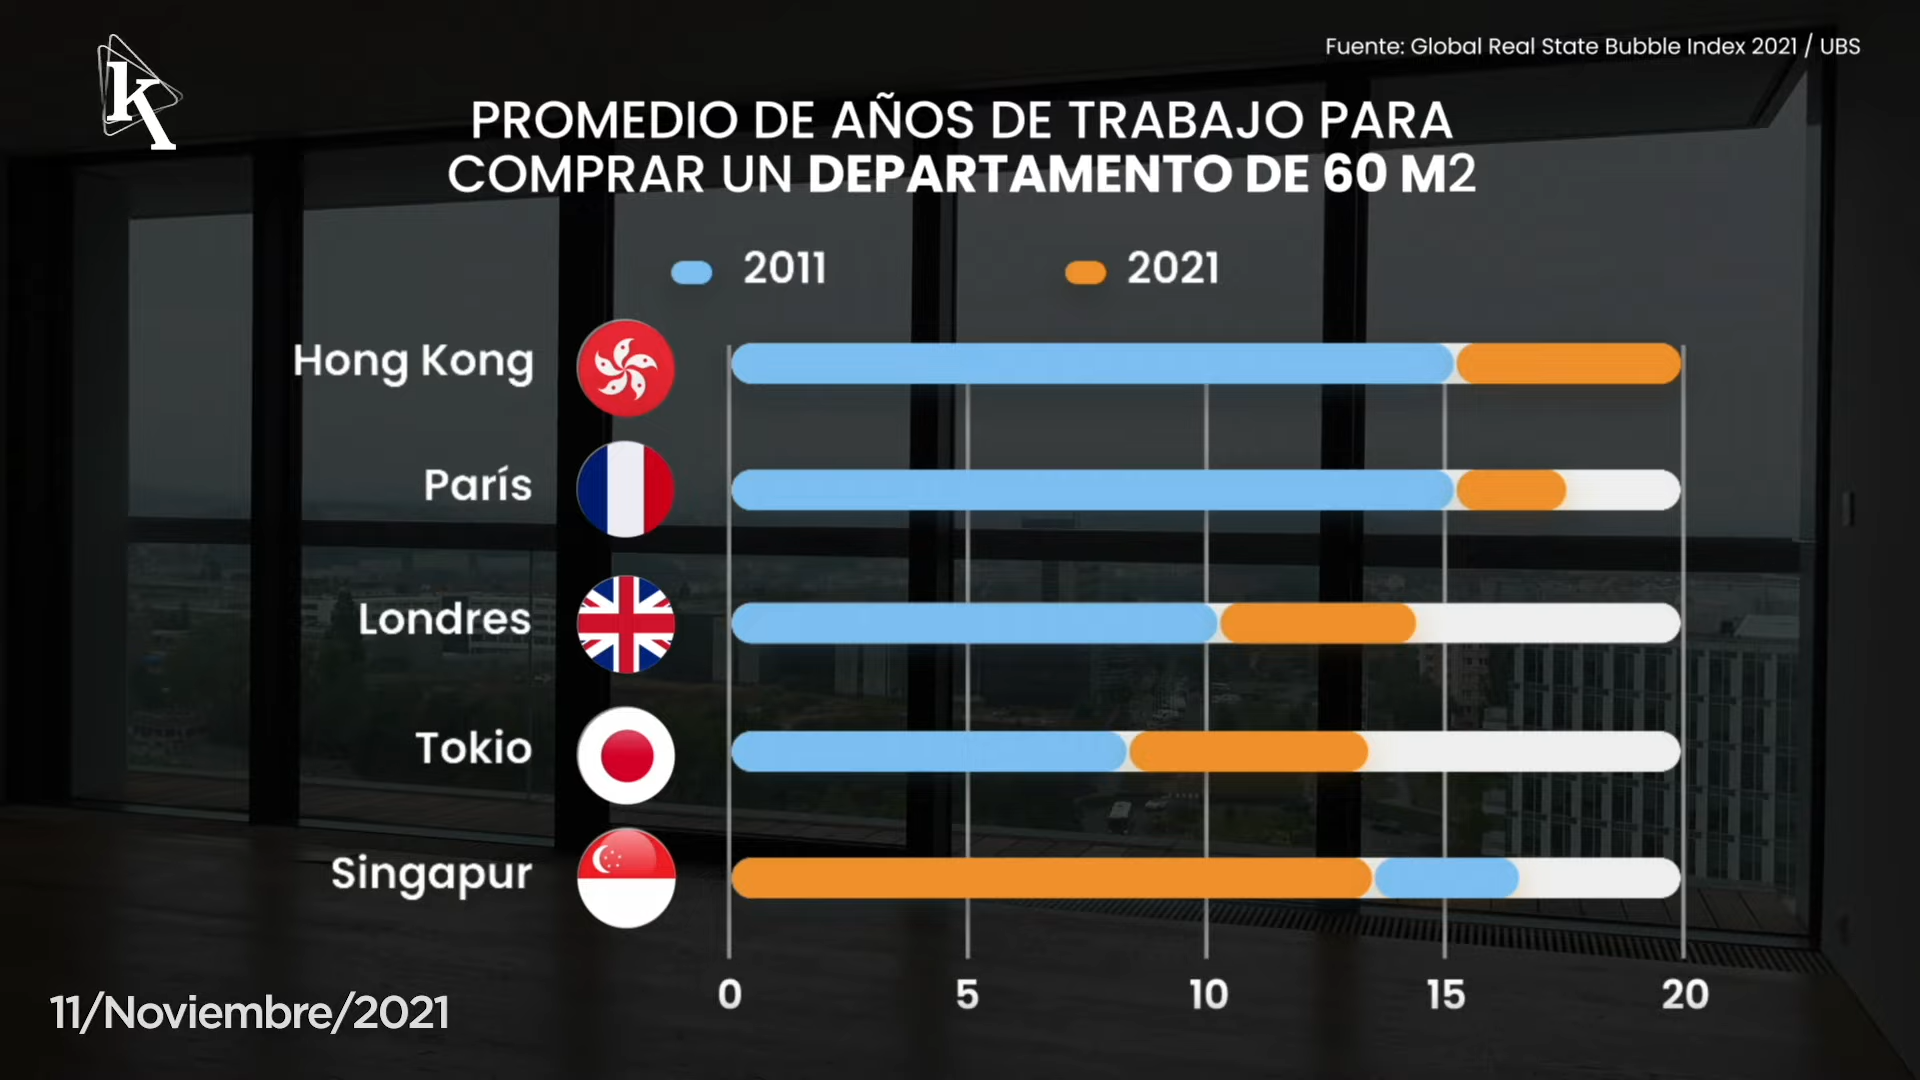 k
Fuente: Global Real State Bubble Index 2021 / UBS
PROMEDIO DE AÑOS DE TRABAJO PARA
COMPRAR UN DEPARTAMENTO DE 60 M2
2011
2021
Hong Kong
París
Londres
Tokio
Singapur
0 5 10 15 20
11/Noviembre/2021